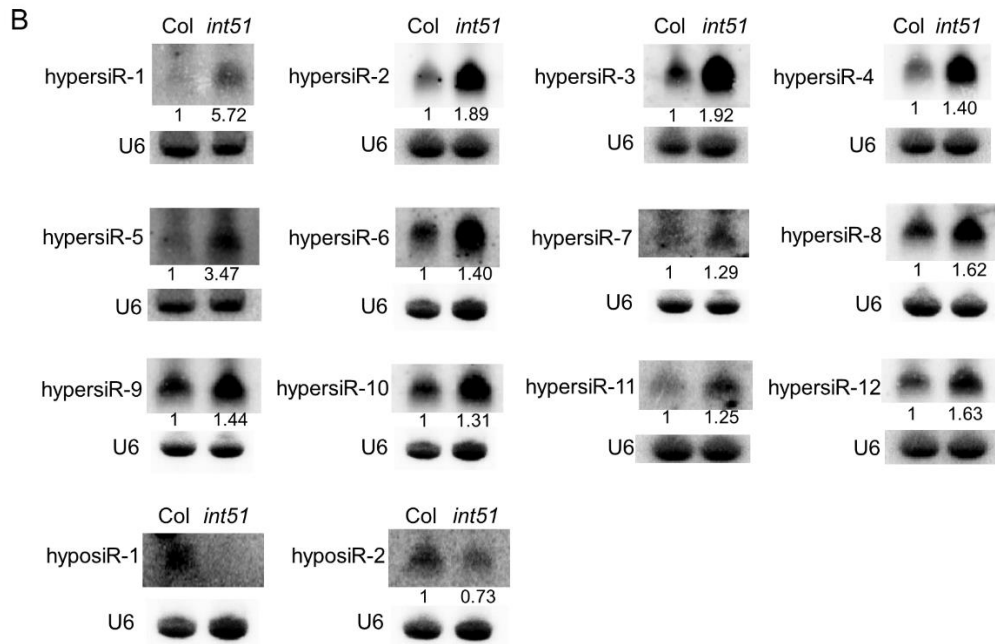 B
Col int51 Col int51 Col int51 Col int51
hypersiR-1 hypersiR-2 hypersiR-3 hypersiR-4
1 5.72 1 1.89 1 1.92 1 1.40
U6 U6 U6 U6
hypersiR-5 hypersiR-6 hypersiR-7 hypersiR-8
1 3.47 1 1.40 1 1.29 1 1.62
U6 U6 U6 U6
hypersiR-9 hypersiR-10 hypersiR-11 hypersiR-12
1 1.44 1 1.31 1 1.25 1 1.63
U6 U6 U6 U6
Col int51 Col int51
hyposiR-1 hyposiR-2
1 0.73
U6 U6